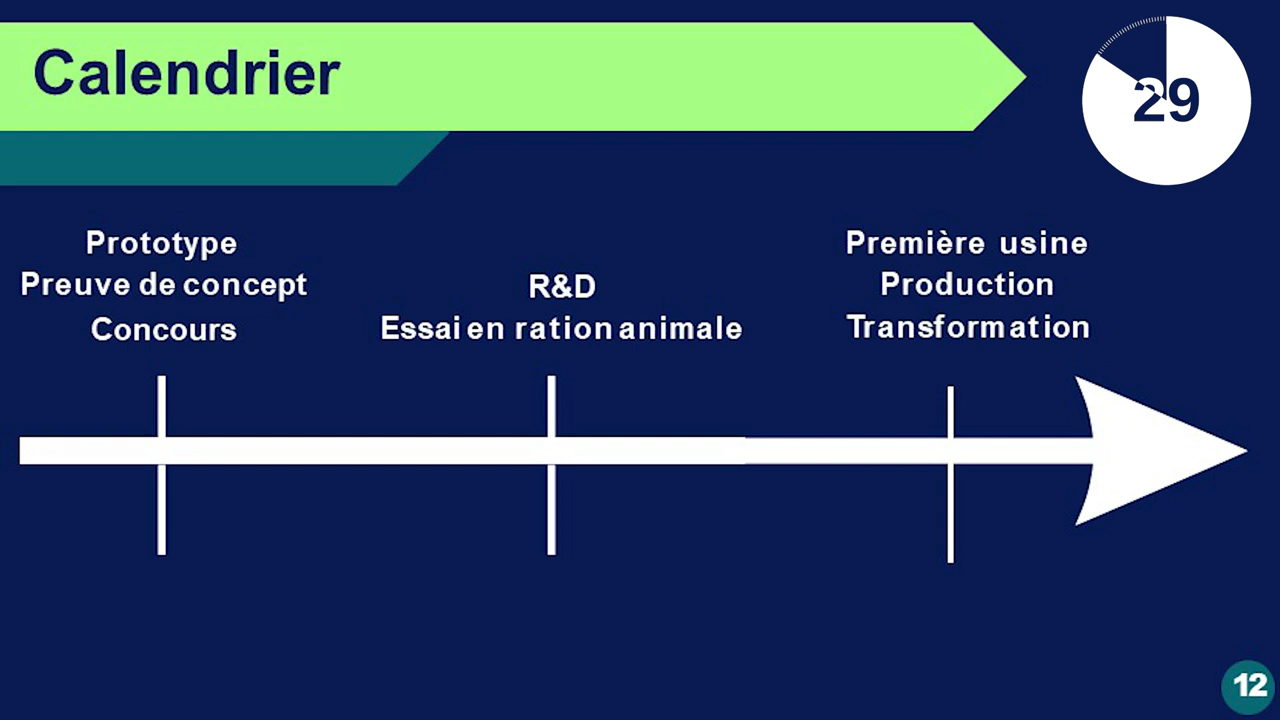 Calendrier
29
Prototype
Preuve de concept
Concours
R&D
Essai en ration animale
Première usine
Production
Transformation
12